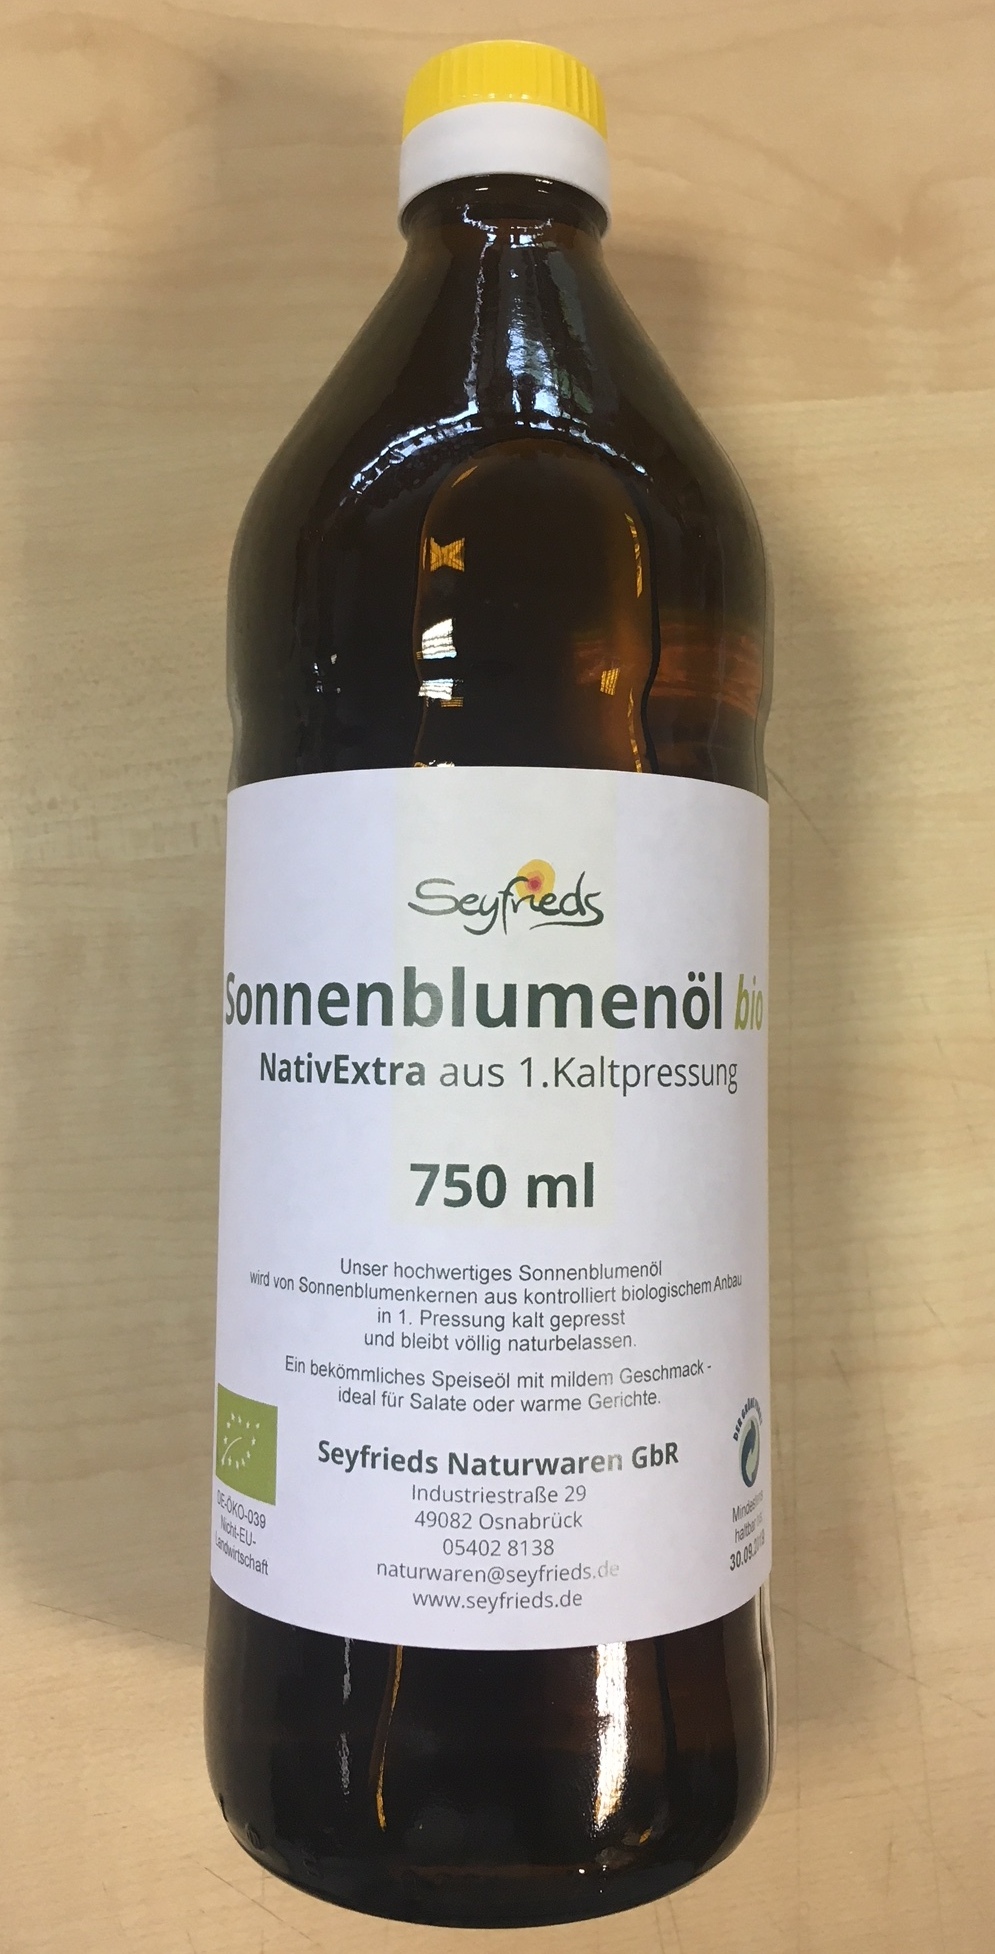 Seyfrieds
Sonnenblumenöl bio
NativExtra aus 1.Kaltpressung
750 ml
Unser hochwertiges Sonnenblumenöl
wird von Sonnenblumenkernen aus kontrolliert biologischem Anbau
in 1. Pressung kalt gepresst
und bleibt völlig naturbelassen.
Ein bekömmliches Speiseöl mit mildem Geschmack -
ideal für Salate oder warme Gerichte.
DE-ÖKO-039
Nicht-EU-
Landwirtschaft
Seyfrieds Naturwaren GbR
Industriestraße 29
49082 Osnabrück
05402 8138
naturwaren@seyfrieds.de
www.seyfrieds.de
DER GRÜNE
haltbar